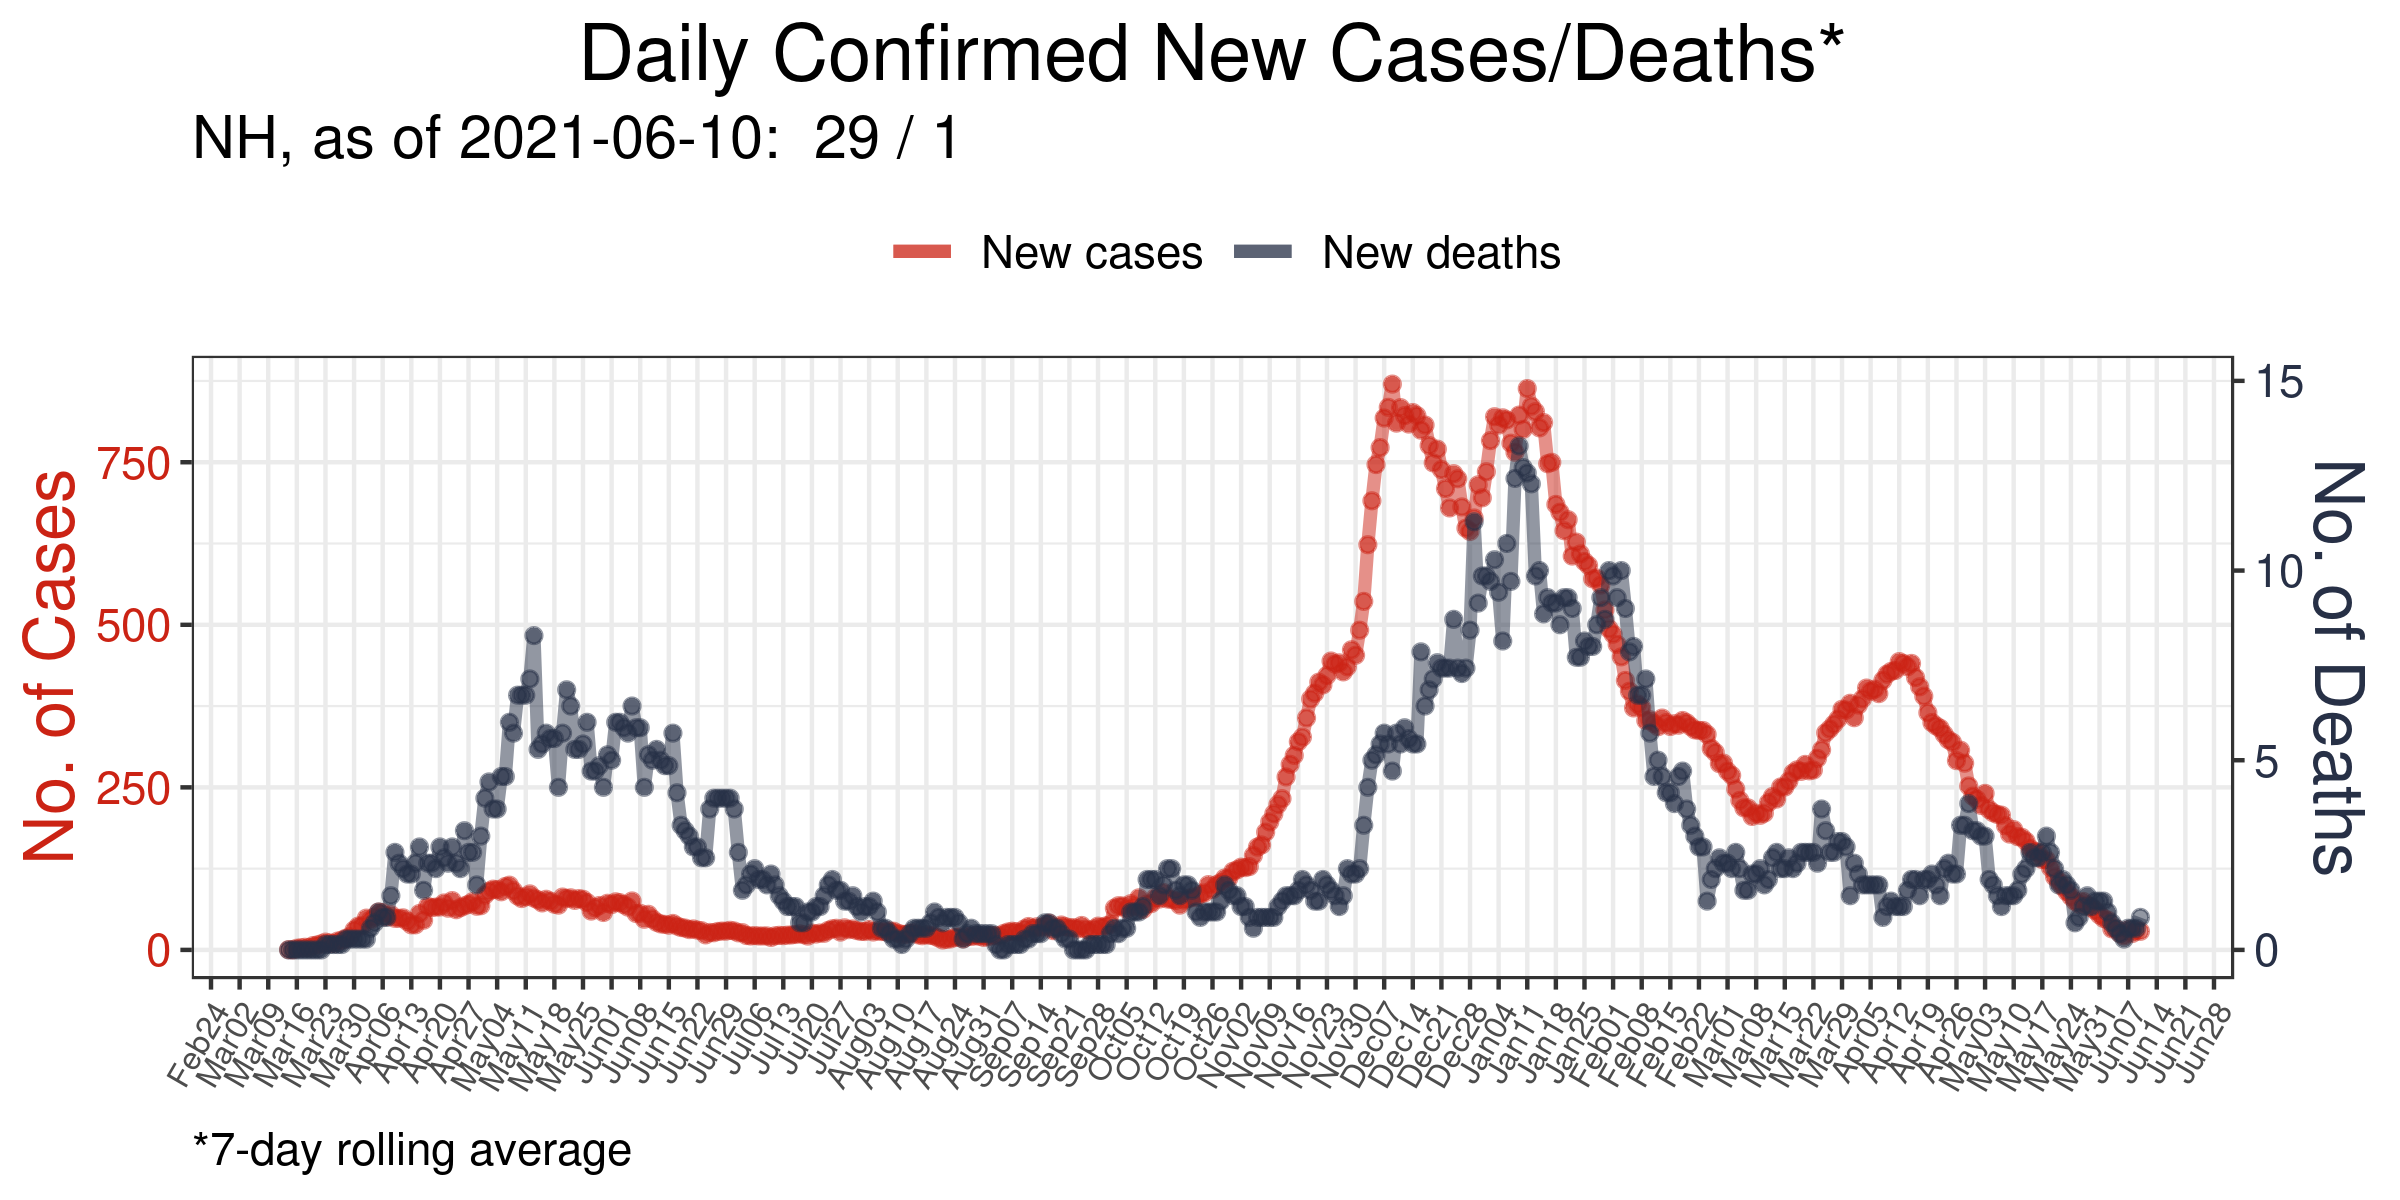 Daily Confirmed New Cases/Deaths*
NH, as of 2021-06-10:  29 / 1
New cases
New deaths
No. of Cases
750
500
250
0
15
10
5
0
No. of Deaths
Feb24
Mar02
Mar09
Mar16
Mar23
Mar30
Apr06
Apr13
Apr20
Apr27
May04
May11
May18
May25
Jun01
Jun08
Jun15
Jun22
Jun29
Jul06
Jul13
Jul20
Jul27
Aug03
Aug10
Aug17
Aug24
Aug31
Sep07
Sep14
Sep21
Sep28
Oct05
Oct12
Oct19
Oct26
Nov02
Nov09
Nov16
Nov23
Nov30
Dec07
Dec14
Dec21
Dec28
Jan04
Jan11
Jan18
Jan25
Feb01
Feb08
Feb15
Feb22
Mar01
Mar08
Mar15
Mar22
Mar29
Apr05
Apr12
Apr19
Apr26
May03
May10
May17
May24
May31
Jun07
Jun14
Jun21
Jun28
*7-day rolling average